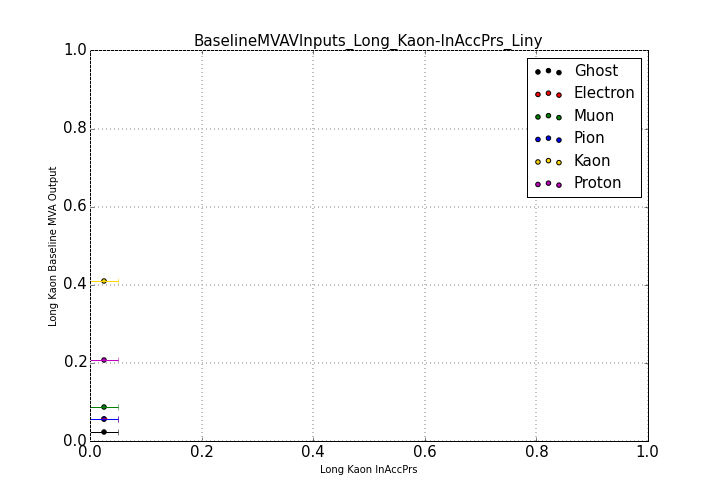 BaselineMVAVInputs_Long_Kaon-InAccPrs_Liny
1.0
0.8
0.6
0.4
0.2
0.0
Long Kaon Baseline MVA Output
Ghost
Electron
Muon
Pion
Kaon
Proton
0.0 0.2 0.4 0.6 0.8 1.0
Long Kaon InAccPrs